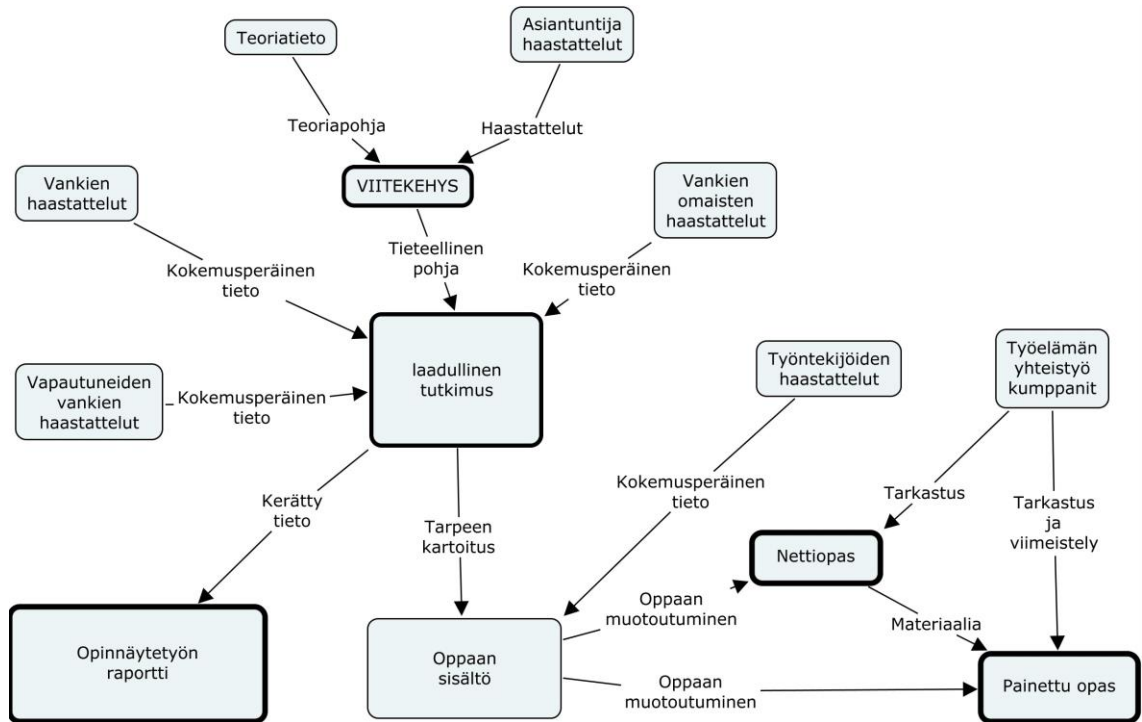 Teoriatieto
Asiantuntija
haastattelut
Teoriapohja
Haastattelut
VIITEKEHYS
Vankien
haastattelut
Vankien
omaisten
haastattelut
Tieteellinen
pohja
Kokemusperäinen
tieto
Kokemusperäinen
tieto
laadullinen
tutkimus
Työntekijöiden
haastattelut
Työelämän
yhteistyö
kumppanit
Vapautuneiden
vankien
haastattelut
Kokemusperäinen
tieto
Kerätty
tieto
Tarpeen
kartoitus
Kokemusperäinen
tieto
Tarkastus
Tarkastus
ja
viimeistely
Nettiopas
Oppaan
muotoutuminen
Materiaalia
Opinnäytetyön
raportti
Oppaan
sisältö
Oppaan
muotoutuminen
Painettu opas